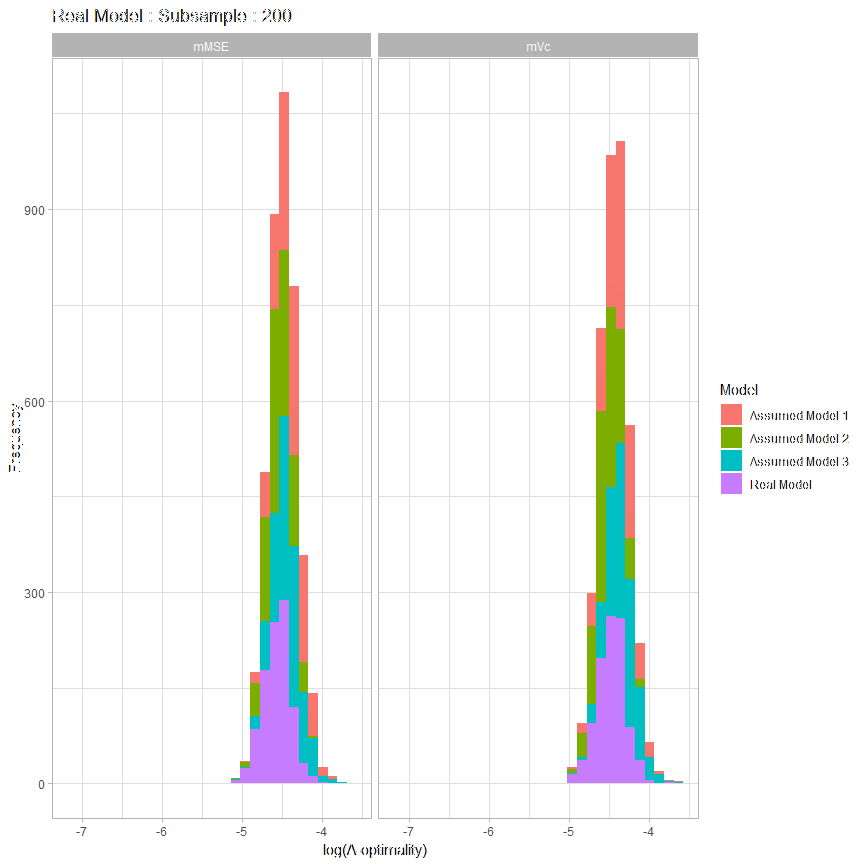 Real Model : Subsample : 200
mMSE
mVc
900
600
300
0
-7
-6
-5
-4
-7
-6
-5
-4
Frequency
log(A-optimality)
Model
Assumed Model 1
Assumed Model 2
Assumed Model 3
Real Model